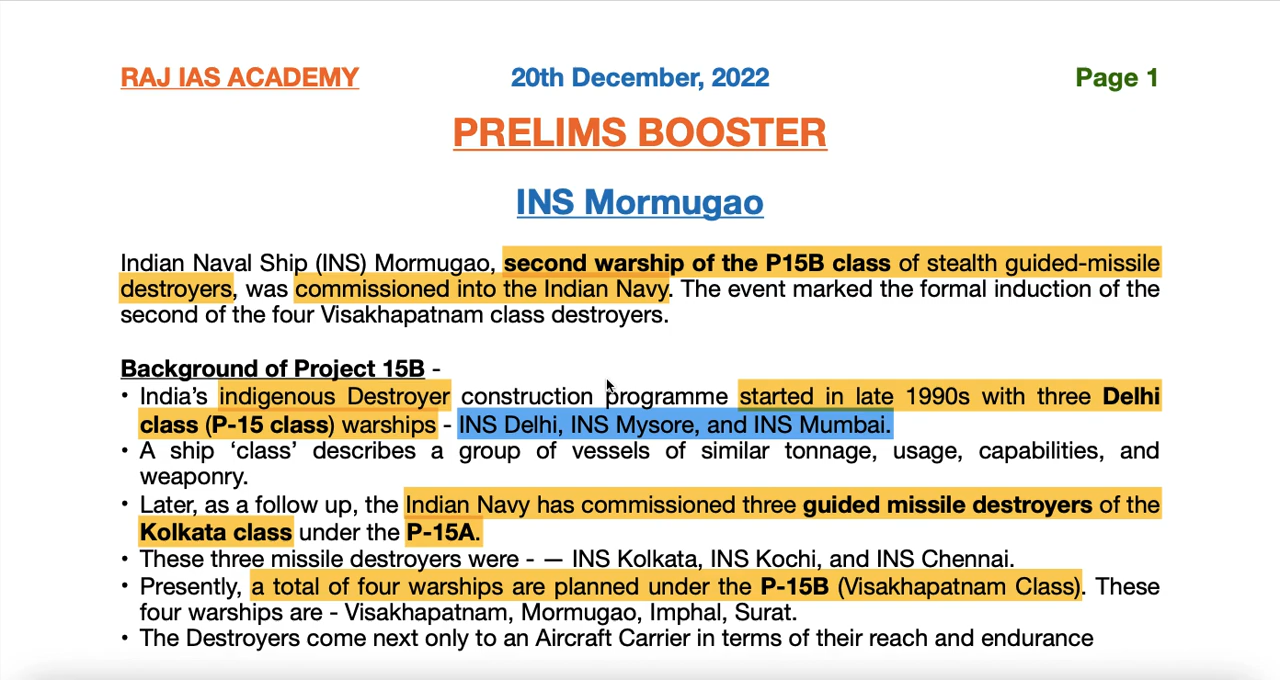 RAJ IAS ACADEMY 20th December, 2022 Page 1
PRELIMS BOOSTER
INS Mormugao
Indian Naval Ship (INS) Mormugao, second warship of the P15B class of stealth guided-missile
destroyers, was commissioned into the Indian Navy. The event marked the formal induction of the
second of the four Visakhapatnam class destroyers.
Background of Project 15B -
• India’s indigenous Destroyer construction programme started in late 1990s with three Delhi
class (P-15 class) warships - INS Delhi, INS Mysore, and INS Mumbai.
• A ship ‘class’ describes a group of vessels of similar tonnage, usage, capabilities, and
weaponry.
• Later, as a follow up, the Indian Navy has commissioned three guided missile destroyers of the
Kolkata class under the P-15A.
• These three missile destroyers were - — INS Kolkata, INS Kochi, and INS Chennai.
• Presently, a total of four warships are planned under the P-15B (Visakhapatnam Class). These
four warships are - Visakhapatnam, Mormugao, Imphal, Surat.
• The Destroyers come next only to an Aircraft Carrier in terms of their reach and endurance